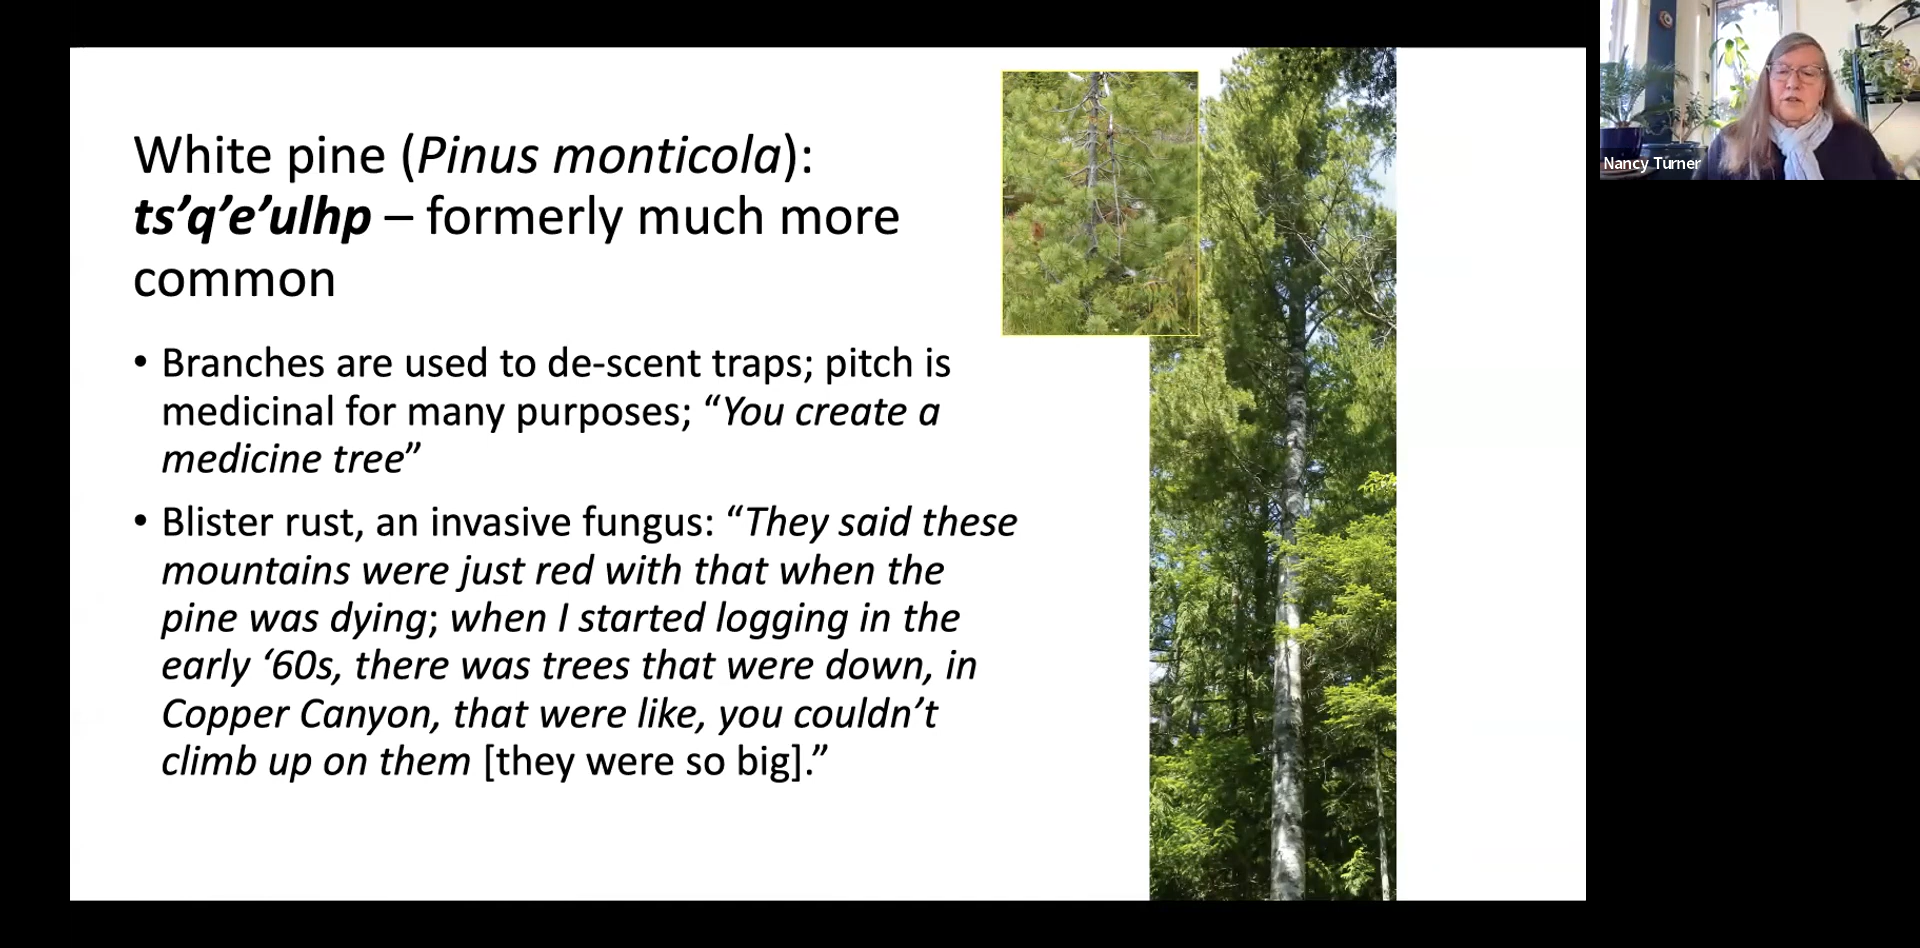 White pine (Pinus monticola):
ts’q’e’ulhp – formerly much more
common
• Branches are used to de-scent traps; pitch is
medicinal for many purposes; “You create a
medicine tree”
• Blister rust, an invasive fungus: “They said these
mountains were just red with that when the
pine was dying; when I started logging in the
early ‘60s, there was trees that were down, in
Copper Canyon, that were like, you couldn’t
climb up on them [they were so big].”
Nancy Turner